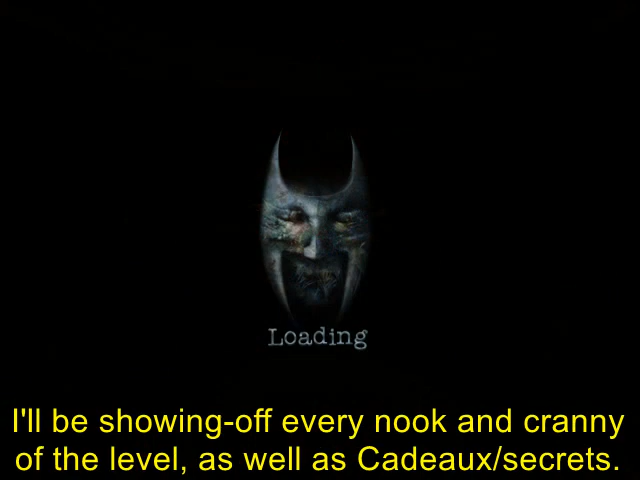 Loading
I'll be showing-off every nook and cranny
of the level, as well as Cadeaux/secrets.